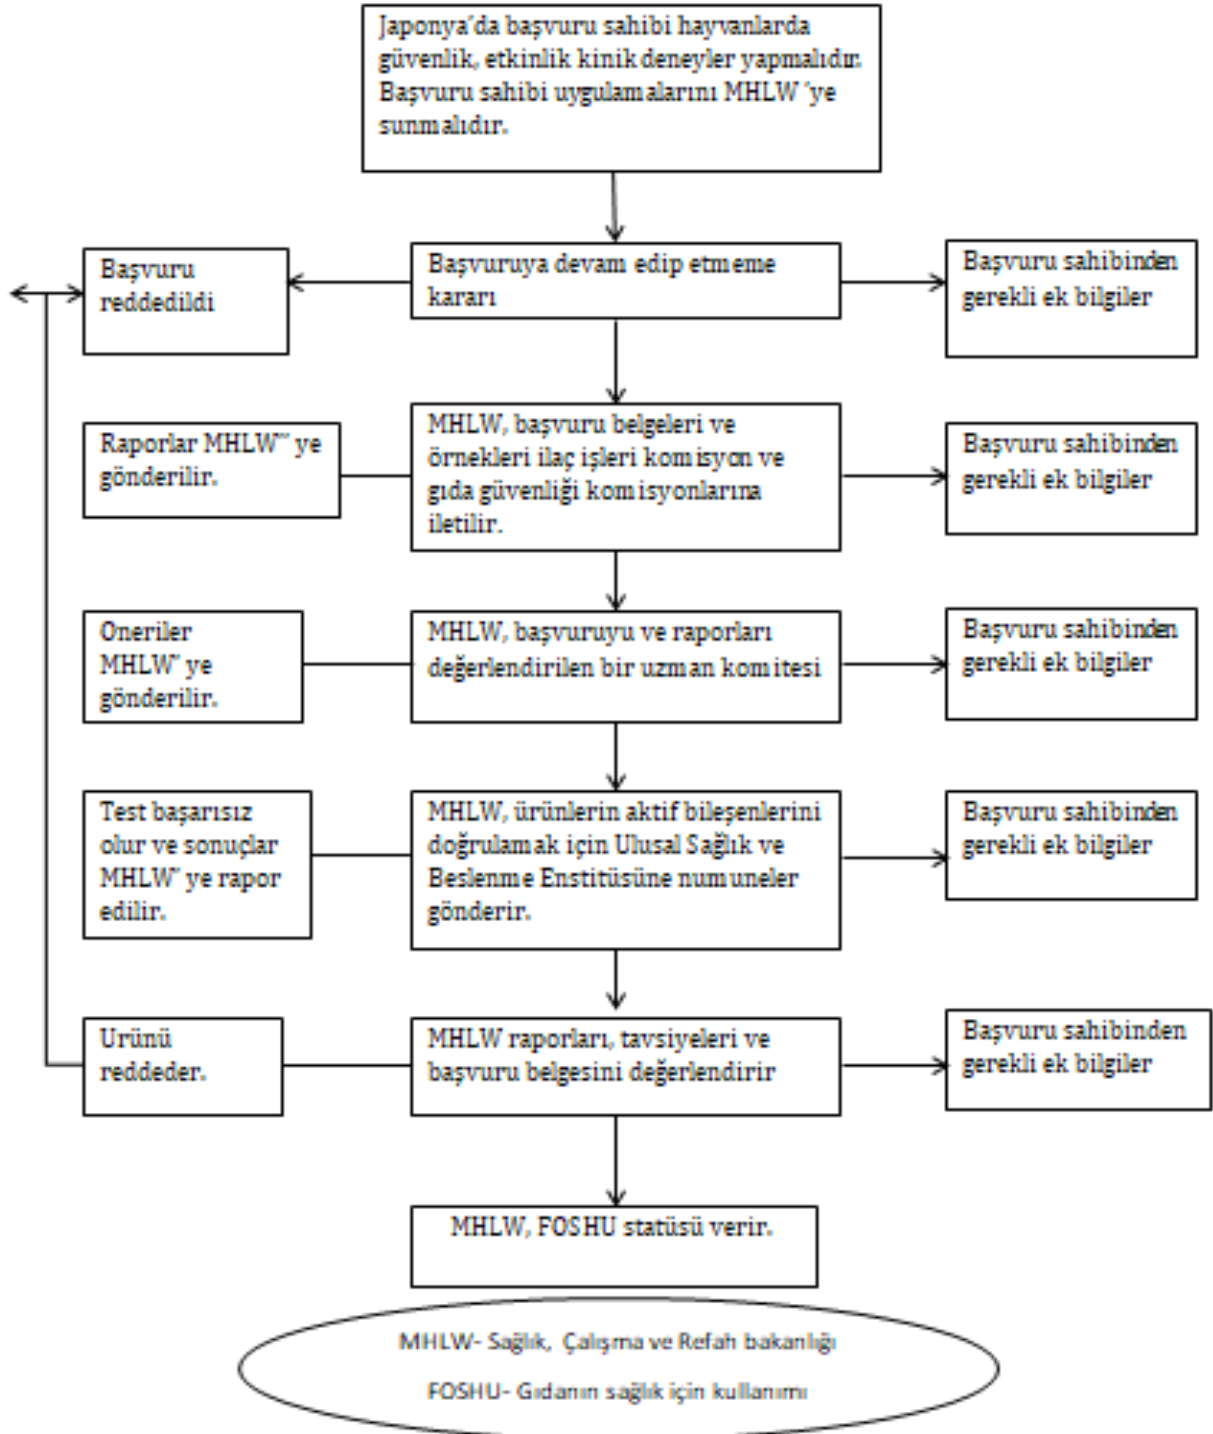 Japonya'da başvuru sahibi hayvanlarda
güvenlik, etkinlik kinik deneyler yapmalıdır.
Başvuru sahibi uygulamalarını MHLW 'ye
sunmalıdır.
Başvuru
reddedildi
Başvuruya devam edip etmeme
kararı
Başvuru sahibinden
gerekli ek bilgiler
Raporlar MHLW''' ye
gönderilir.
MHLW, başvuru belgeleri ve
örnekleri ilaç işleri komisyon ve
gıda güvenliği komisyonlarına
iletilir.
Başvuru sahibinden
gerekli ek bilgiler
Oneriler
MHLW' ye
gönderilir.
MHLW, başvuruyu ve raporları
değerlendirilen bir uzman komitesi
Başvuru sahibinden
gerekli ek bilgiler
Test başarısız
olur ve sonuçlar
MHLW' ye rapor
edilir.
MHLW, ürünlerin aktif bileşenlerini
doğrulamak için Ulusal Sağlık ve
Beslenme Enstitüsüne numuneler
gönderir.
Başvuru sahibinden
gerekli ek bilgiler
Urünü
reddeder.
MHLW raporları, tavsiyeleri ve
başvuru belgesini değerlendirir
Başvuru sahibinden
gerekli ek bilgiler
MHLW, FOSHU statüsü verir.
MHLW- Sağlık, Çalışma ve Refah bakanlığı
FOSHU- Gıdanın sağlık için kullanımı